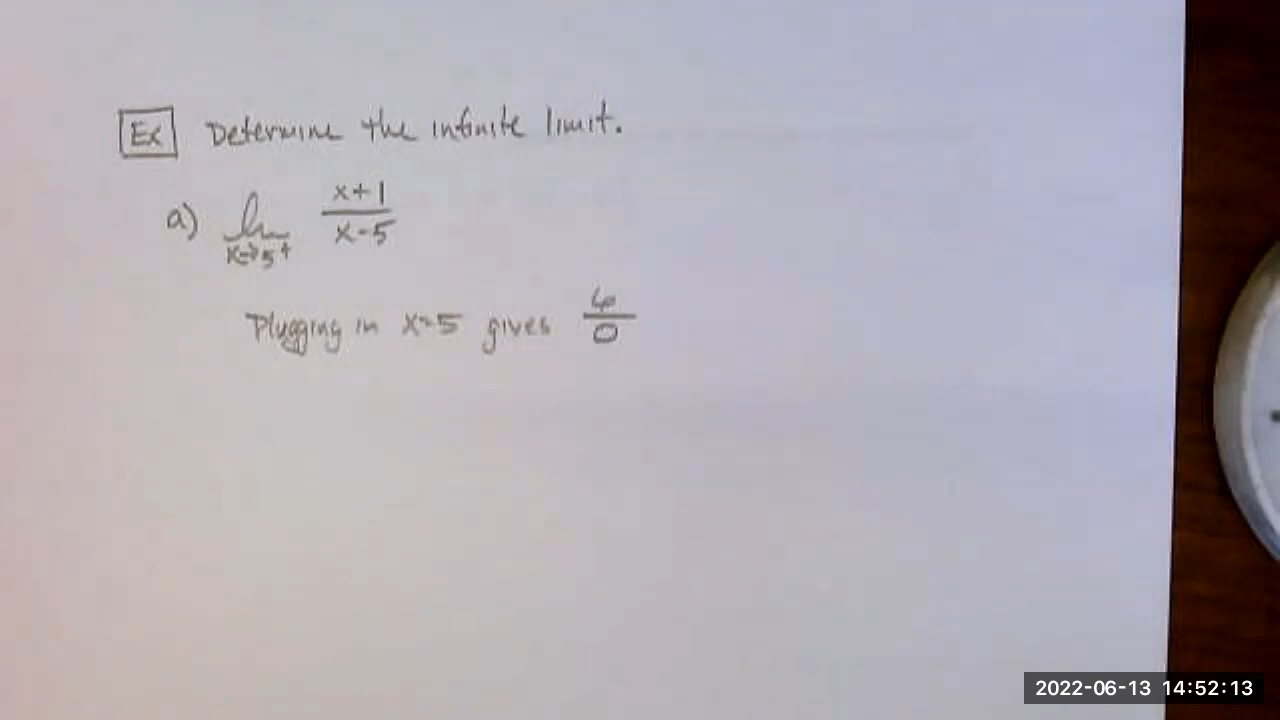 Ex Determine the infinite limit.
a) lim x→5⁺ x+1 / x-5
Plugging in x=5 gives 6/0
2022-06-13 14:52:13